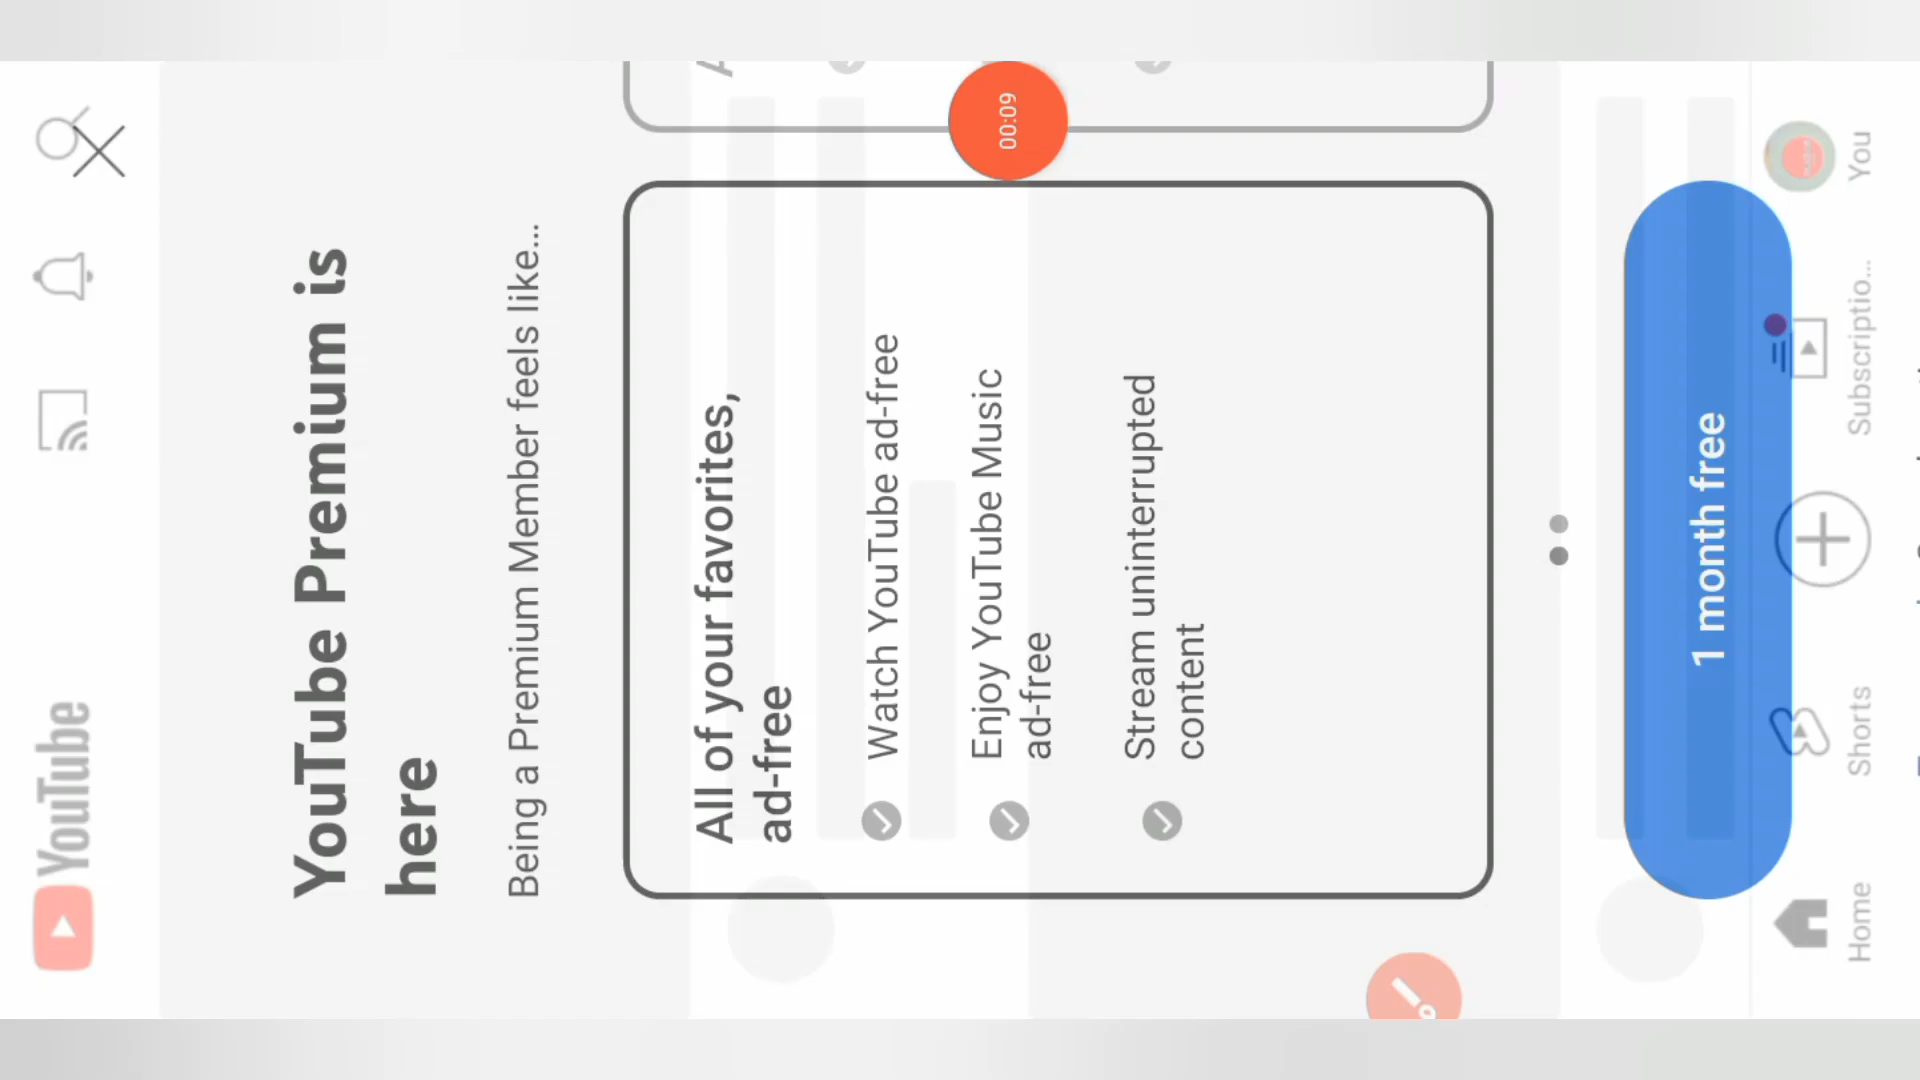 YouTube
YouTube Premium is
here
Being a Premium Member feels like...
All of your favorites,
ad-free
Watch YouTube ad-free
Enjoy YouTube Music
ad-free
Stream uninterrupted
content
00:09
1 month free
Home
Shorts
Subscriptio...
You